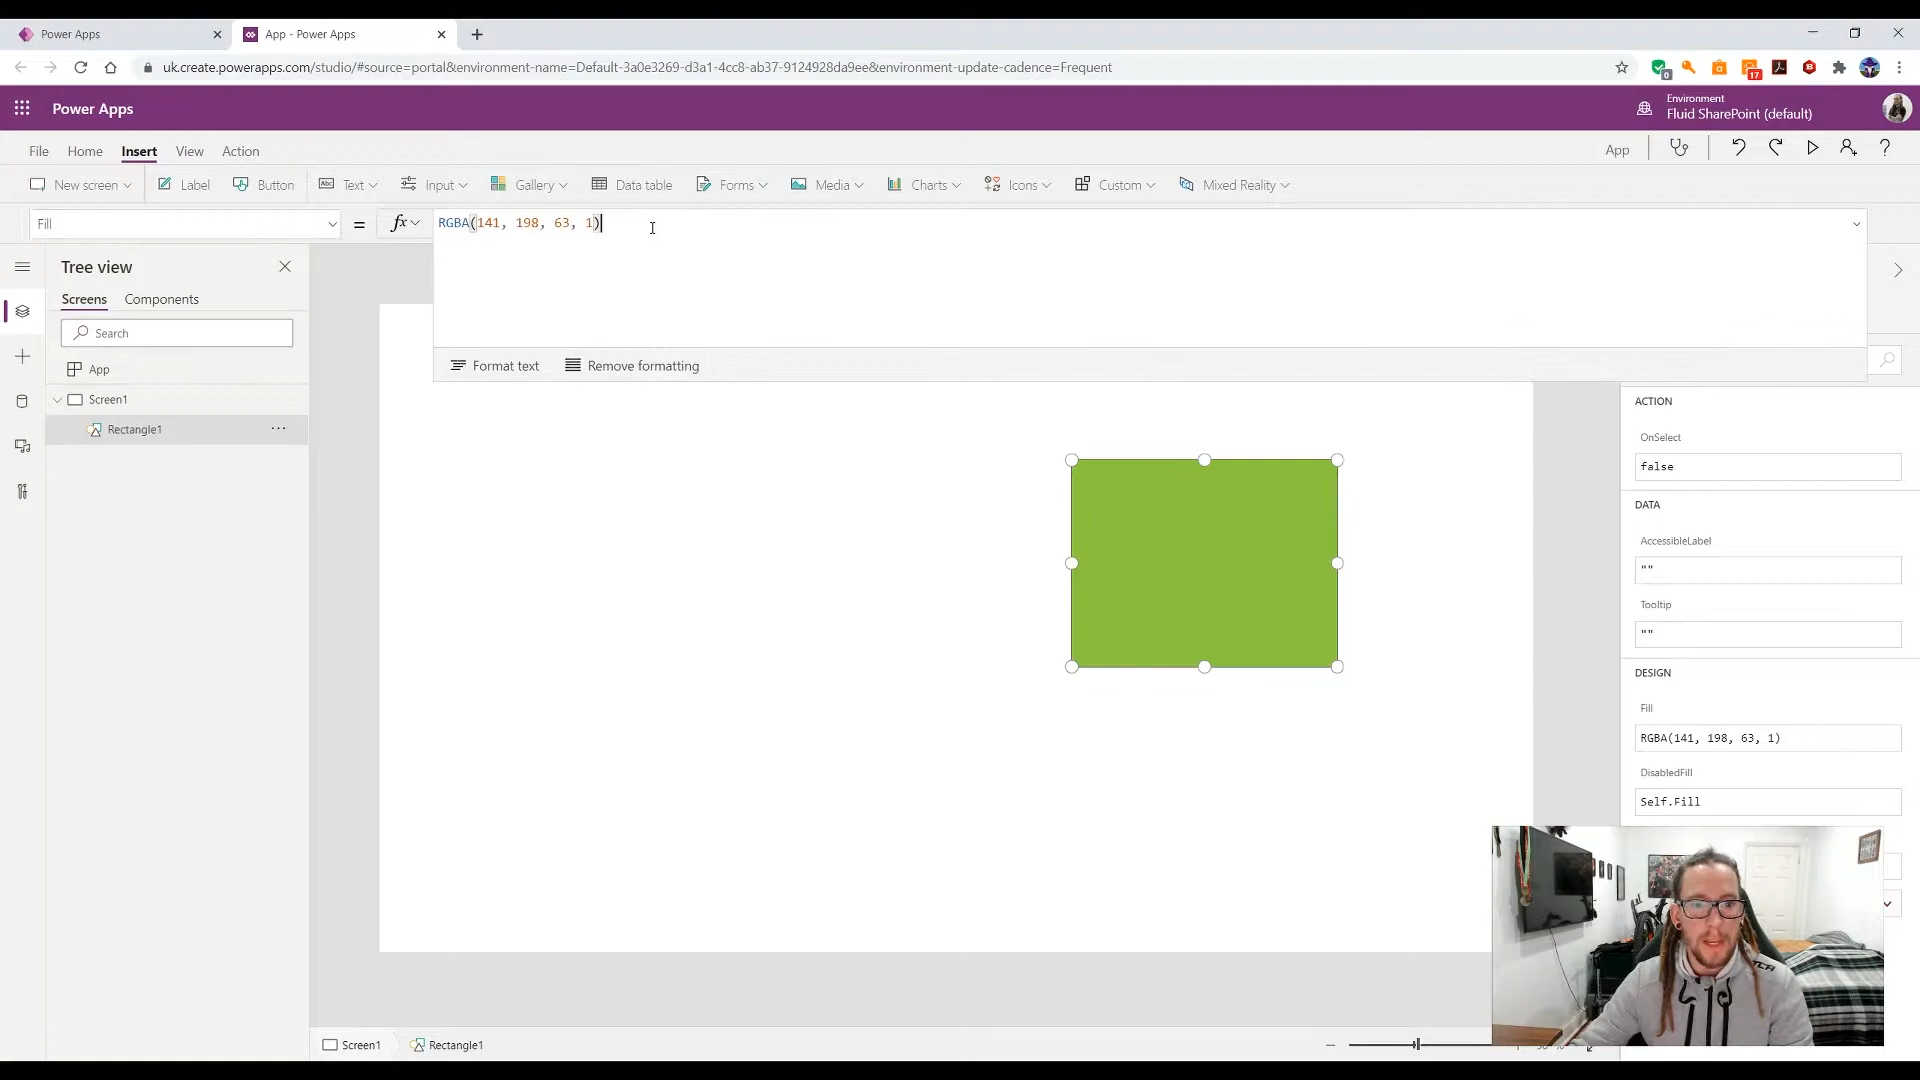 Power Apps
App - Power Apps
uk.create.powerapps.com/studio/#source=portal&environment-name=Default-3a0e3269-d3a1-4cc8-ab37-9124928da9ee&environment-update-cadence=Frequent
0
17
Power Apps
Environment
Fluid SharePoint (default)
File
Home
Insert
View
Action
App
New screen
Label
Button
Text
Input
Gallery
Data table
Forms
Media
Charts
Icons
Custom
Mixed Reality
Fill
=
fx
RGBA(141, 198, 63, 1)
Format text
Remove formatting
Tree view
Screens
Components
Search
App
Screen1
Rectangle1
ACTION
OnSelect
false
DATA
AccessibleLabel
""
Tooltip
""
DESIGN
Fill
RGBA(141, 198, 63, 1)
DisabledFill
Self.Fill
Screen1
Rectangle1